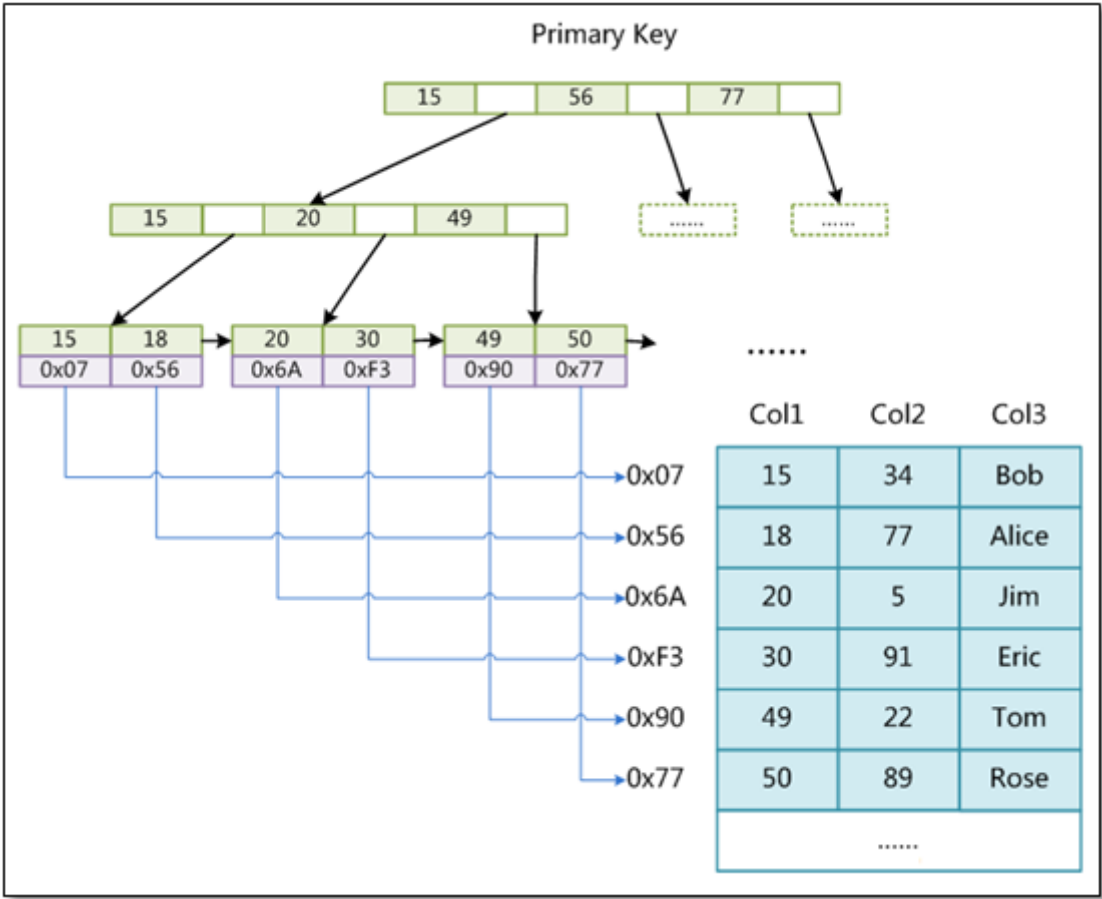 Primary Key
15 56 77
15 20 49
...... ......
15 18 20 30 49 50
0x07 0x56 0x6A 0xF3 0x90 0x77
......
Col1 Col2 Col3
0x07 15 34 Bob
0x56 18 77 Alice
0x6A 20 5 Jim
0xF3 30 91 Eric
0x90 49 22 Tom
0x77 50 89 Rose
......